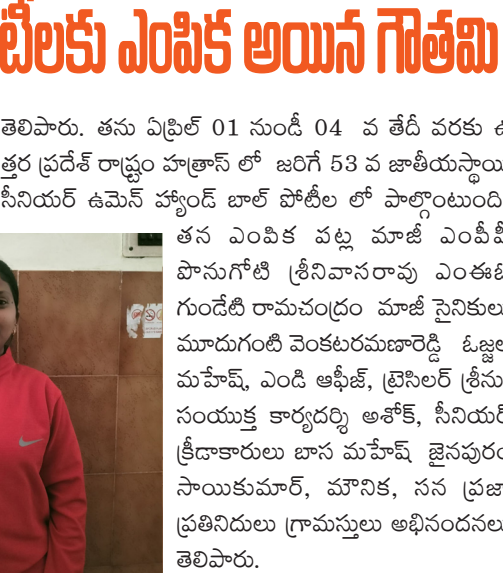 టీలకు ఎంపిక అయిన గౌతమి
తెలిపారు. తను ఏప్రిల్ 01 నుండీ 04 వ తేదీ వరకు ఉ
త్తర ప్రదేశ్ రాష్ట్రం హత్రాస్ లో జరిగే 53 వ జాతీయస్థాయి
సీనియర్ ఉమెన్ హ్యాండ్ బాల్ పోటీల లో పాల్గొంటుంది.
తన ఎంపిక పట్ల మాజీ ఎంపీపీ
పొనుగోటి శ్రీనివాసరావు ఎంఈఓ
గుండేటి రామచంద్రం మాజీ సైనికులు
మూదుగంటి వెంకటరమణారెడ్డి ఓజ్జల
మహేష్, ఎండి ఆఫీజ్, ట్రెసిలర్ శ్రీను,
సంయుక్త కార్యదర్శి అశోక్, సీనియర్
క్రీడాకారులు బాస మహేష్ జైనపురం
సాయికుమార్, మౌనిక, సన ప్రజా
ప్రతినిదులు గ్రామస్తులు అభినందనలు
తెలిపారు.